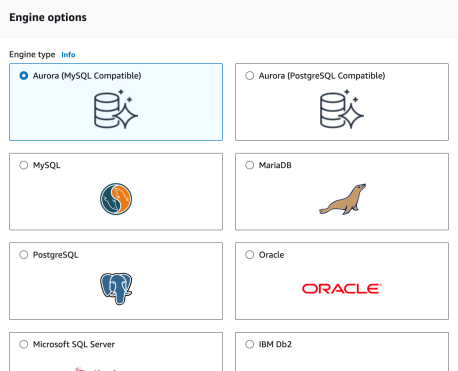 Engine options
Engine type Info
Aurora (MySQL Compatible)
Aurora (PostgreSQL Compatible)
MySQL
MariaDB
PostgreSQL
Oracle
ORACLE
Microsoft SQL Server
IBM Db2